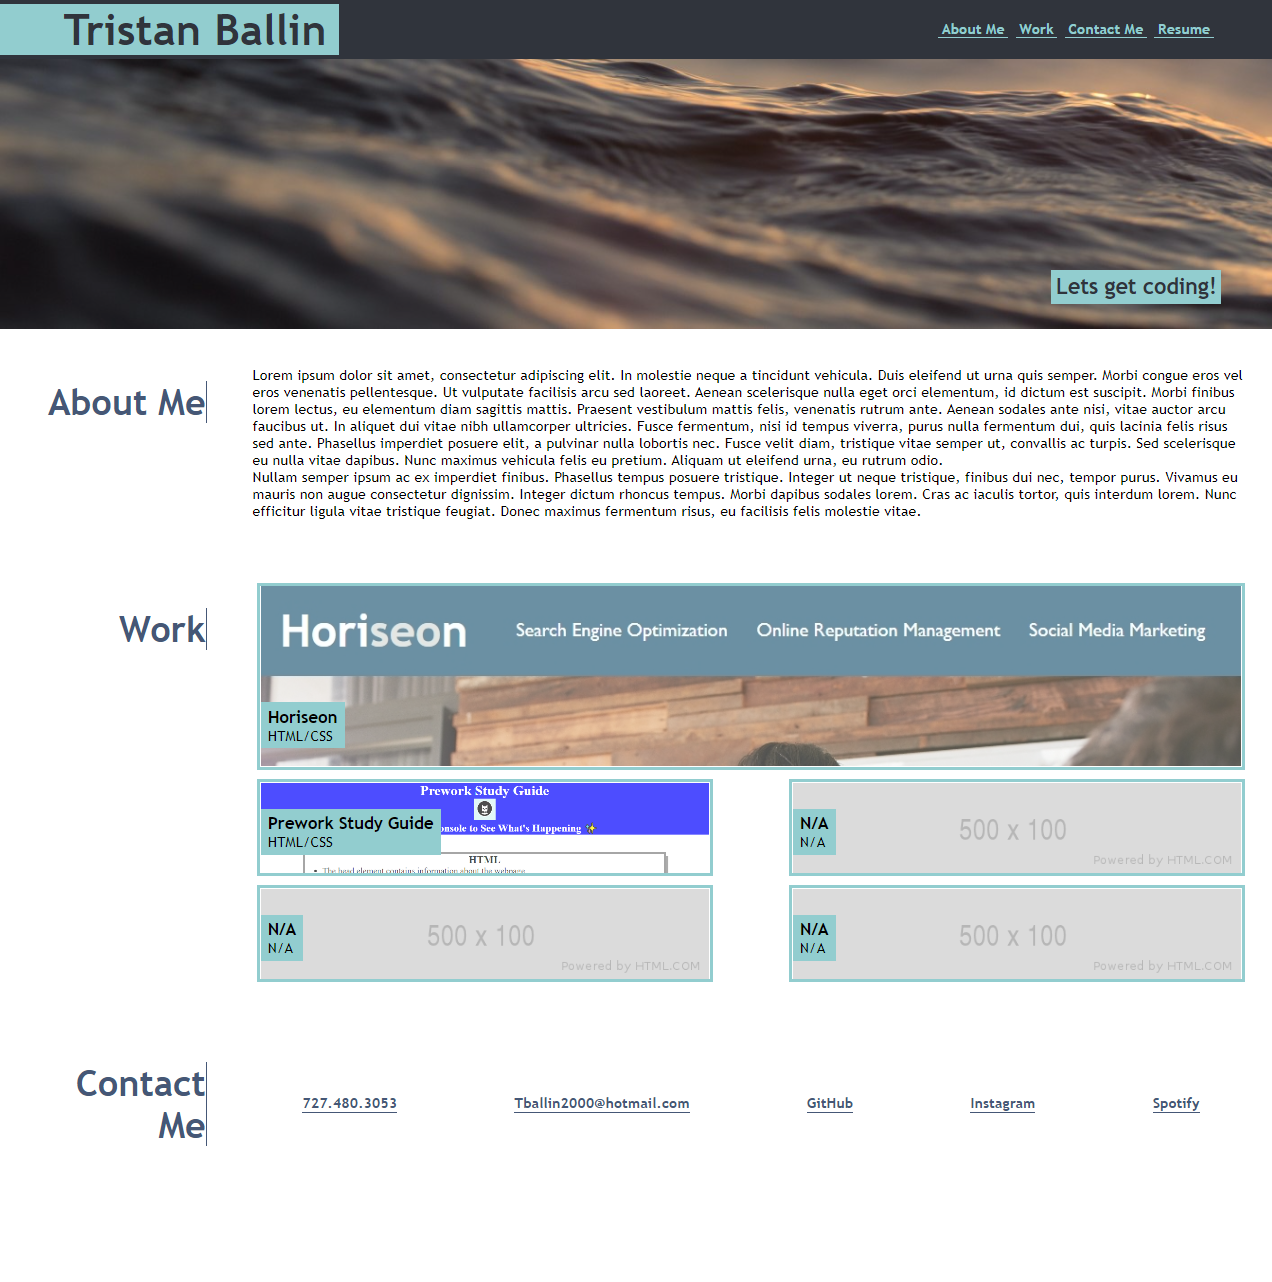 Tristan Ballin
About Me Work Contact Me Resume
Lets get coding!
About Me
Lorem ipsum dolor sit amet, consectetur adipiscing elit. In molestie neque a tincidunt vehicula. Duis eleifend ut urna quis semper. Morbi congue eros vel
eros venenatis pellentesque. Ut vulputate facilisis arcu sed laoreet. Aenean scelerisque nulla eget orci elementum, id dictum est suscipit. Morbi finibus
lorem lectus, eu elementum diam sagittis mattis. Praesent vestibulum mattis felis, venenatis rutrum ante. Aenean sodales ante nisi, vitae auctor arcu
faucibus ut. In aliquet dui vitae nibh ullamcorper ultricies. Fusce fermentum, nisi id tempus viverra, purus nulla fermentum dui, quis lacinia felis risus
sed ante. Phasellus imperdiet posuere elit, a pulvinar nulla lobortis nec. Fusce velit diam, tristique vitae semper ut, convallis ac turpis. Sed scelerisque
eu nulla vitae dapibus. Nunc maximus vehicula felis eu pretium. Aliquam ut eleifend urna, eu rutrum odio.
Nullam semper ipsum ac ex imperdiet finibus. Phasellus tempus posuere tristique. Integer ut neque tristique, finibus dui nec, tempor purus. Vivamus eu
mauris non augue consectetur dignissim. Integer dictum rhoncus tempus. Morbi dapibus sodales lorem. Cras ac iaculis tortor, quis interdum lorem. Nunc
efficitur ligula vitae tristique feugiat. Donec maximus fermentum risus, eu facilisis felis molestie vitae.
Work
Horiseon Search Engine Optimization Online Reputation Management Social Media Marketing
Horiseon
HTML/CSS
Prework Study Guide
Prework Study Guide
HTML/CSS
to See What's Happening ✨
HTML
The head element contains information about the webpage
N/A
N/A
500 x 100
Powered by HTML.COM
N/A
N/A
500 x 100
Powered by HTML.COM
N/A
N/A
500 x 100
Powered by HTML.COM
Contact
Me
727.480.3053 Tballin2000@hotmail.com GitHub Instagram Spotify